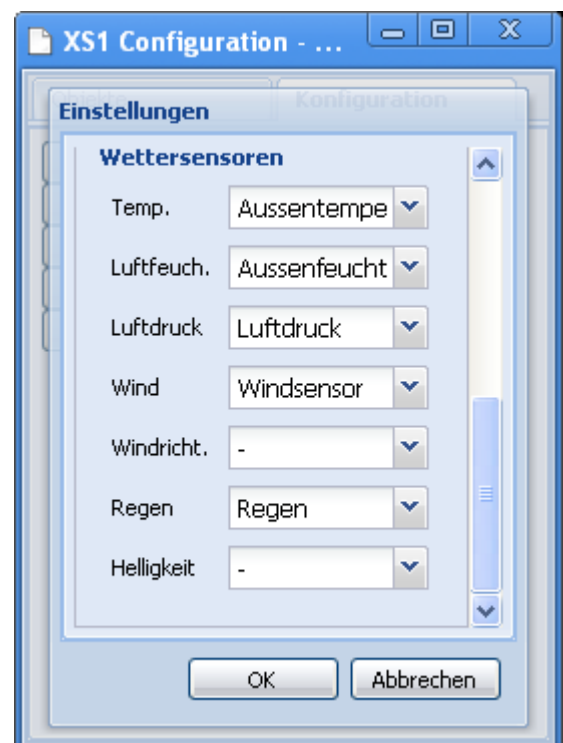 XS1 Configuration - ...
Objekte Konfiguration
Einstellungen
Wettersensoren
Temp. Aussentempe
Luftfeuch. Aussenfeucht
Luftdruck Luftdruck
Wind Windsensor
Windricht. -
Regen Regen
Helligkeit -
OK Abbrechen